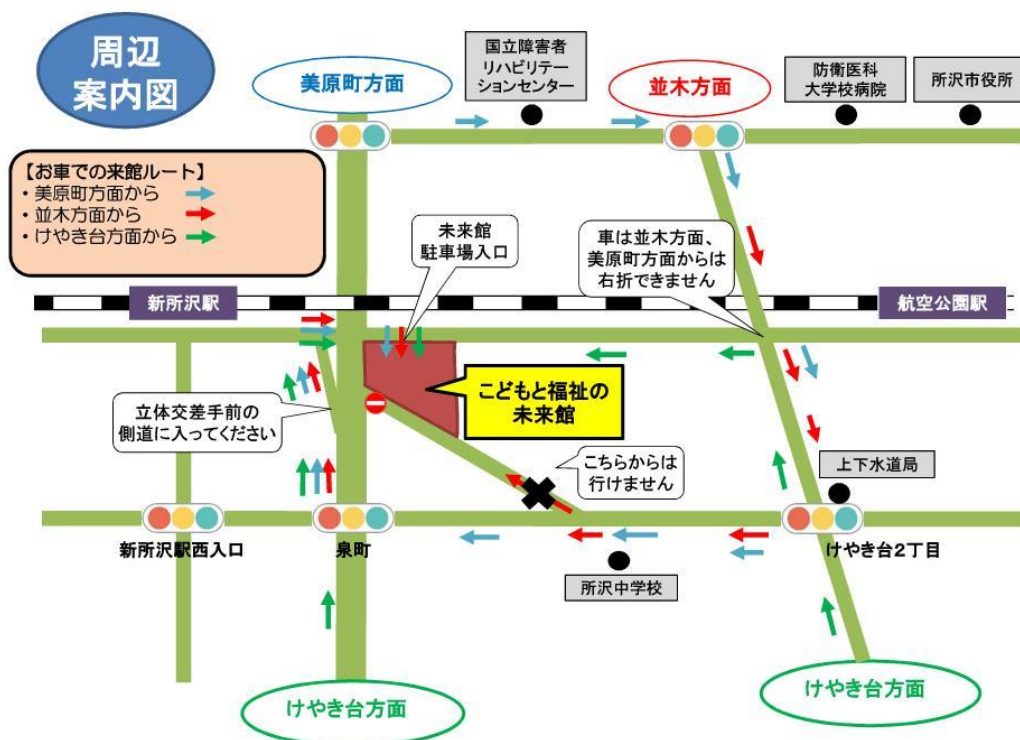 周辺
案内図
美原町方面
国立障害者
リハビリテー
ションセンター
並木方面
防衛医科
大学校病院
所沢市役所
【お車での来館ルート】
・美原町方面から
・並木方面から
・けやき台方面から
未来館
駐車場入口
車は並木方面、
美原町方面からは
右折できません
新所沢駅
航空公園駅
こどもと福祉の
未来館
立体交差手前の
側道に入ってください
こちらからは
行けません
上下水道局
新所沢駅西入口
泉町
けやき台2丁目
所沢中学校
けやき台方面
けやき台方面